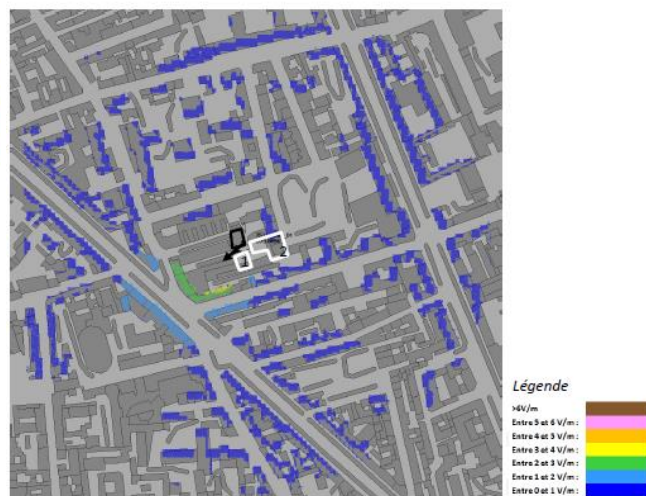 1
2
Légende
>6V/m
Entre 5 et 6 V/m :
Entre 4 et 5 V/m :
Entre 3 et 4 V/m :
Entre 2 et 3 V/m :
Entre 1 et 2 V/m :
Entre 0 et 1 V/m :